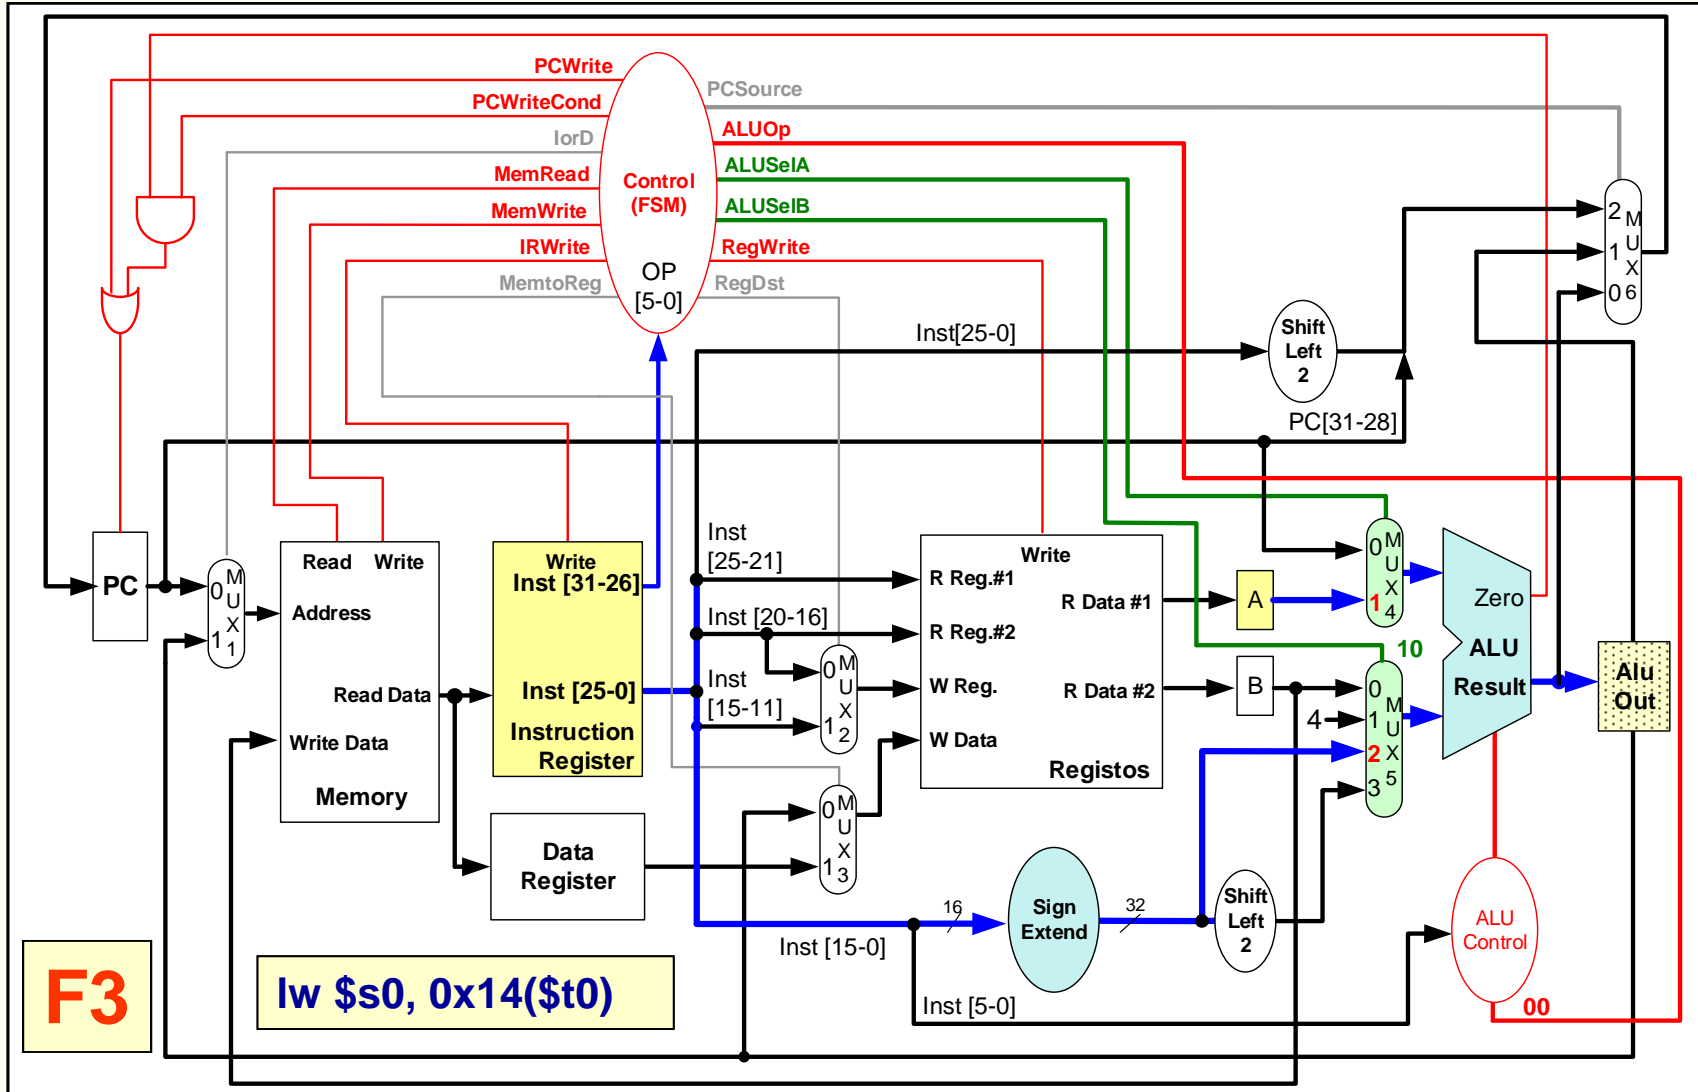 PCWrite
PCWriteCond
IorD
MemRead
MemWrite
IRWrite
MemtoReg
Control
(FSM)
OP
[5-0]
PCSource
ALUOp
ALUSelA
ALUSelB
RegWrite
RegDst
2
1
0
M
U
X
6
Inst[25-0]
Shift
Left
2
PC[31-28]
PC
0
1
M
U
X
1
Read
Write
Address
Read Data
Write Data
Memory
Write
Inst [31-26]
Inst [25-0]
Instruction
Register
Data
Register
Inst
[25-21]
Inst [20-16]
Inst
[15-11]
0
1
M
U
X
2
0
1
M
U
X
3
Write
R Reg.#1
R Reg.#2
W Reg.
W Data
R Data #1
R Data #2
Registos
A
B
0
1
M
U
X
4
10
0
4
1
2
3
M
U
X
5
Zero
ALU
Result
Alu
Out
16
Sign
Extend
32
Shift
Left
2
Inst [15-0]
Inst [5-0]
ALU
Control
00
F3
lw $s0, 0x14($t0)